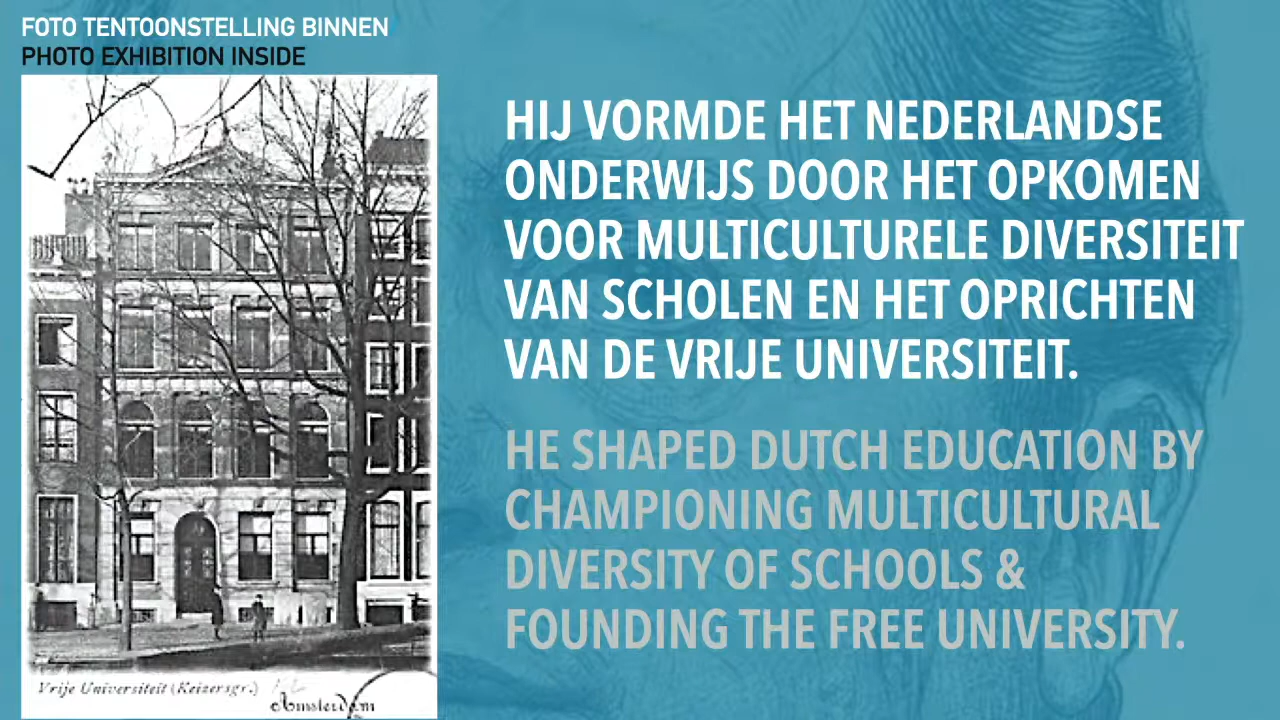 FOTO TENTOONSTELLING BINNEN
PHOTO EXHIBITION INSIDE
HIJ VORMDE HET NEDERLANDSE
ONDERWIJS DOOR HET OPKOMEN
VOOR MULTICULTURELE DIVERSITEIT
VAN SCHOLEN EN HET OPRICHTEN
VAN DE VRIJE UNIVERSITEIT.
HE SHAPED DUTCH EDUCATION BY
CHAMPIONING MULTICULTURAL
DIVERSITY OF SCHOOLS &
FOUNDING THE FREE UNIVERSITY.
Vrije Universiteit (Keizersgr.)
Amsterdam